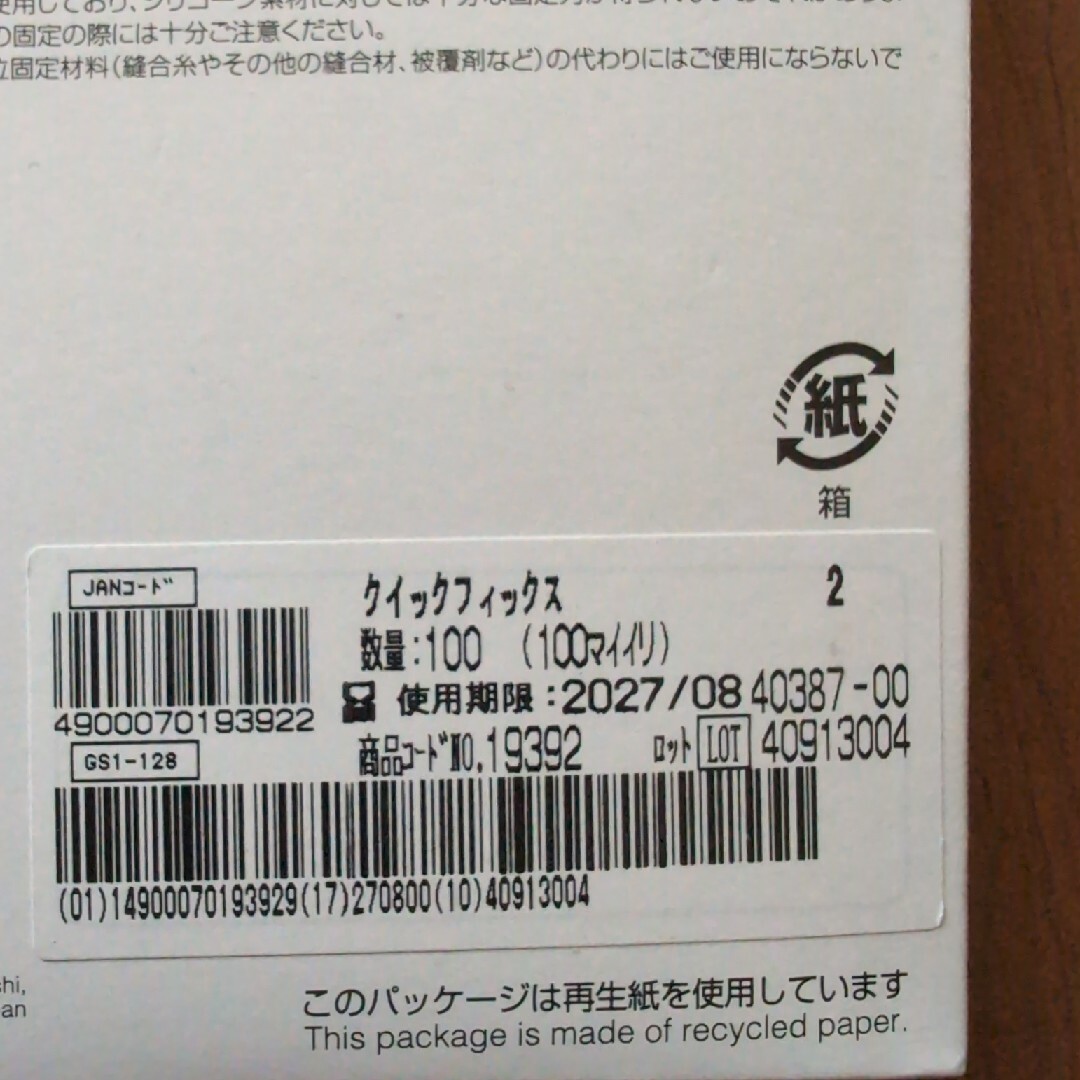 の固定の際には十分ご注意ください。
位固定材料(縫合糸やその他の縫合材、被覆剤など)の代わりにはご使用にならないで
紙
箱
JANコード
4900070193922
クイックフィックス 2
数量:100 (100マイイリ)
使用期限:2027/08 40387-00
商品コードNO.19392 ロット LOT 40913004
GS1-128
(01)14900070193929(17)270800(10)40913004
このパッケージは再生紙を使用しています
This package is made of recycled paper.